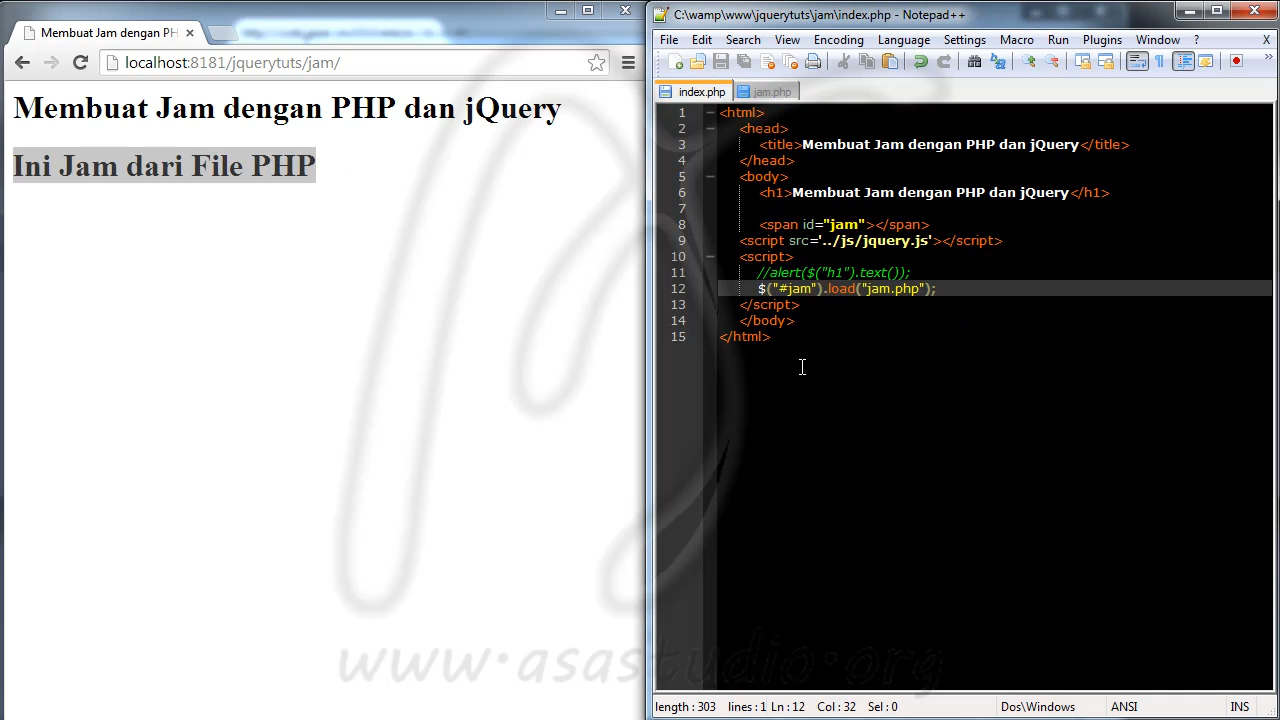 Membuat Jam dengan PH
localhost:8181/jquerytuts/jam/
Membuat Jam dengan PHP dan jQuery
Ini Jam dari File PHP
C:\wamp\www\jquerytuts\jam\index.php - Notepad++
File Edit Search View Encoding Language Settings Macro Run Plugins Window ? X
index.php jam.php
1 <html>
2 <head>
3 <title>Membuat Jam dengan PHP dan jQuery</title>
4 </head>
5 <body>
6 <h1>Membuat Jam dengan PHP dan jQuery</h1>
7
8 <span id="jam"></span>
9 <script src='../js/jquery.js'></script>
10 <script>
11 //alert($("h1").text());
12 $("#jam").load("jam.php");
13 </script>
14 </body>
15 </html>
www.asastudio.org
length : 303 lines : 1 Ln : 12 Col : 32 Sel : 0 Dos\Windows ANSI INS